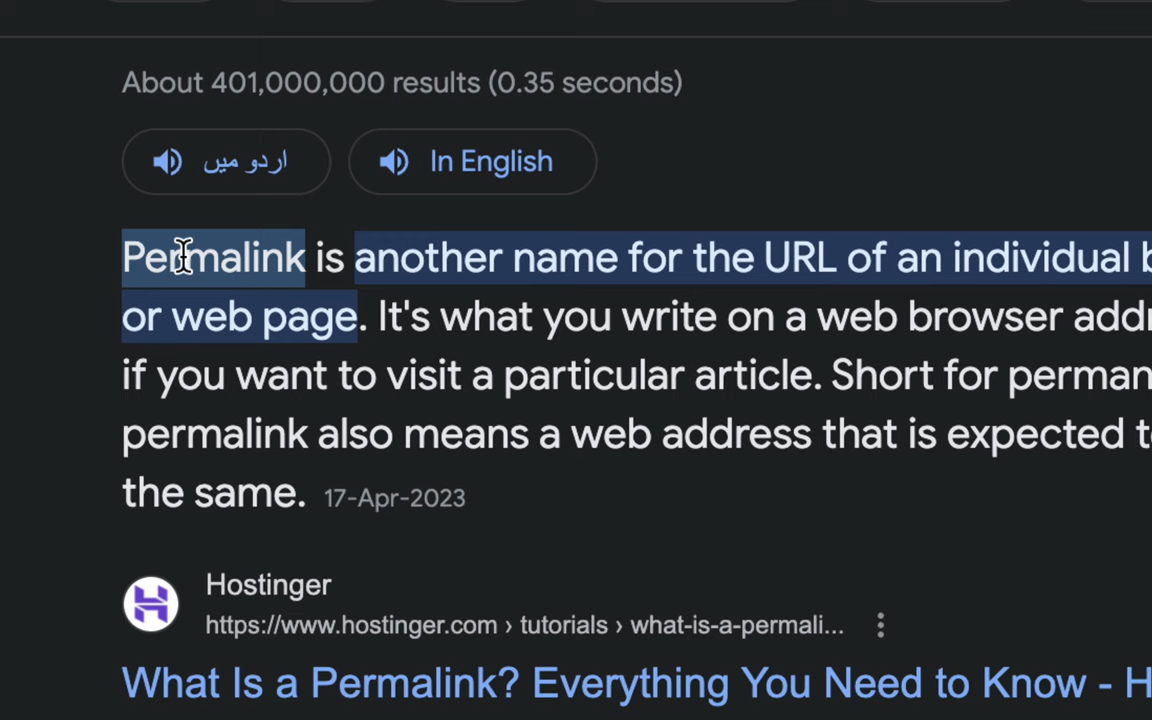 About 401,000,000 results (0.35 seconds)
اردو میں
In English
Permalink is another name for the URL of an individual
or web page. It's what you write on a web browser
if you want to visit a particular article. Short for
permalink also means a web address that is expected
the same. 17-Apr-2023
Hostinger
https://www.hostinger.com › tutorials › what-is-a-permali...
What Is a Permalink? Everything You Need to Know -